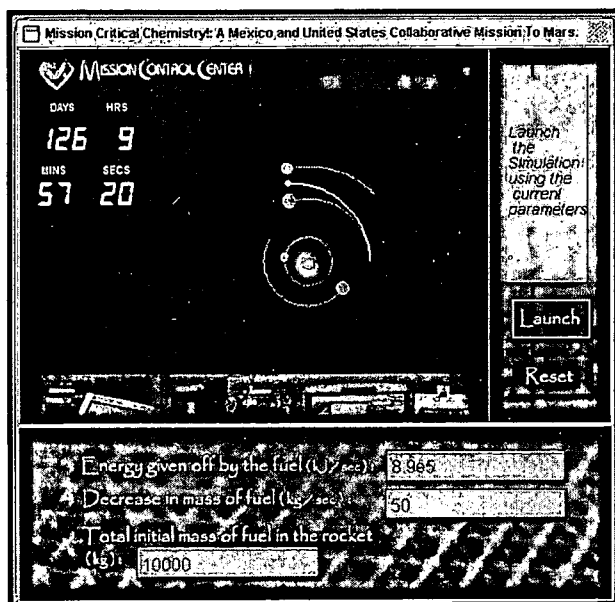 Mission Critical Chemistry!: A Mexico and United States Collaborative Mission To Mars.
MISSION CONTROL CENTER
DAYS HRS
126 9
MINS SECS
57 20
Launch
the
Simulation
using the
current
parameters
Launch
Reset
Energy given off by the fuel (kJ/sec):
8.965
Decrease in mass of fuel (kg/sec):
50
Total initial mass of fuel in the rocket
(kg):
10000